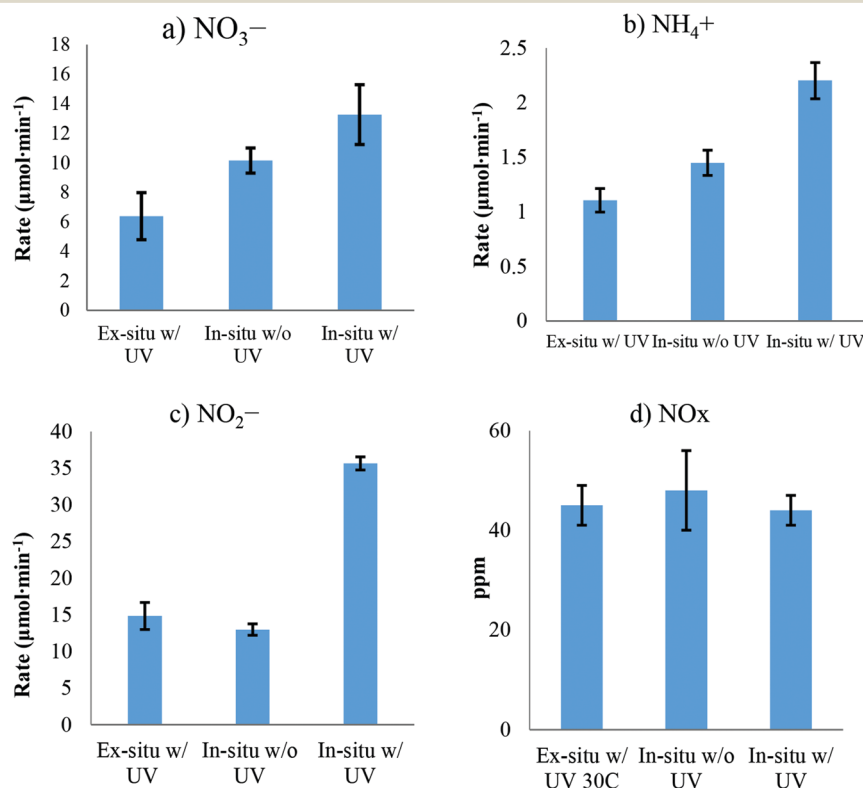 a) NO₃—
Rate (µmol·min⁻¹)
18
16
14
12
10
8
6
4
2
0
Ex-situ w/ UV
In-situ w/o UV
In-situ w/ UV
b) NH₄+
Rate (µmol·min⁻¹)
2.5
2
1.5
1
0.5
0
Ex-situ w/ UV
In-situ w/o UV
In-situ w/ UV
c) NO₂—
Rate (µmol·min⁻¹)
40
35
30
25
20
15
10
5
0
Ex-situ w/ UV
In-situ w/o UV
In-situ w/ UV
d) NOx
ppm
60
40
20
0
Ex-situ w/ UV 30C
In-situ w/o UV
In-situ w/ UV